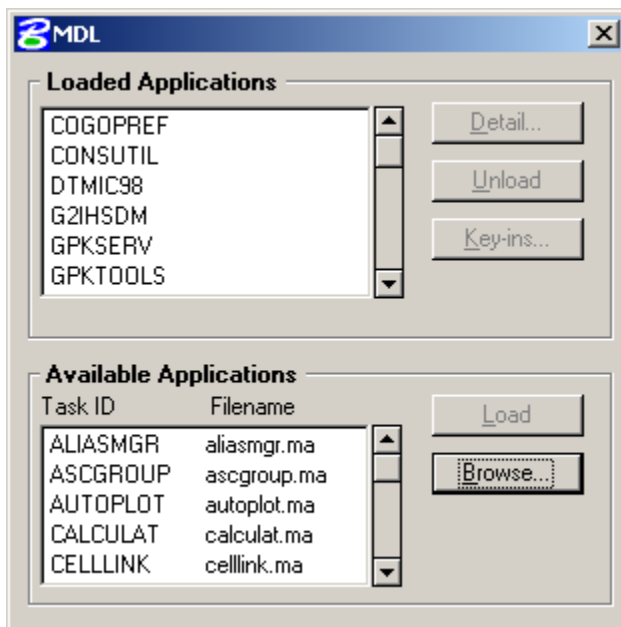 MDL
Loaded Applications
COGOPREF
CONSUTIL
DTMIC98
G2IHSDM
GPKSERV
GPKTOOLS
Detail...
Unload
Key-ins...
Available Applications
Task ID Filename
ALIASMGR aliasmgr.ma
ASCGROUP ascgroup.ma
AUTOPLOT autoplot.ma
CALCULAT calculat.ma
CELLLINK celllink.ma
Load
Browse...